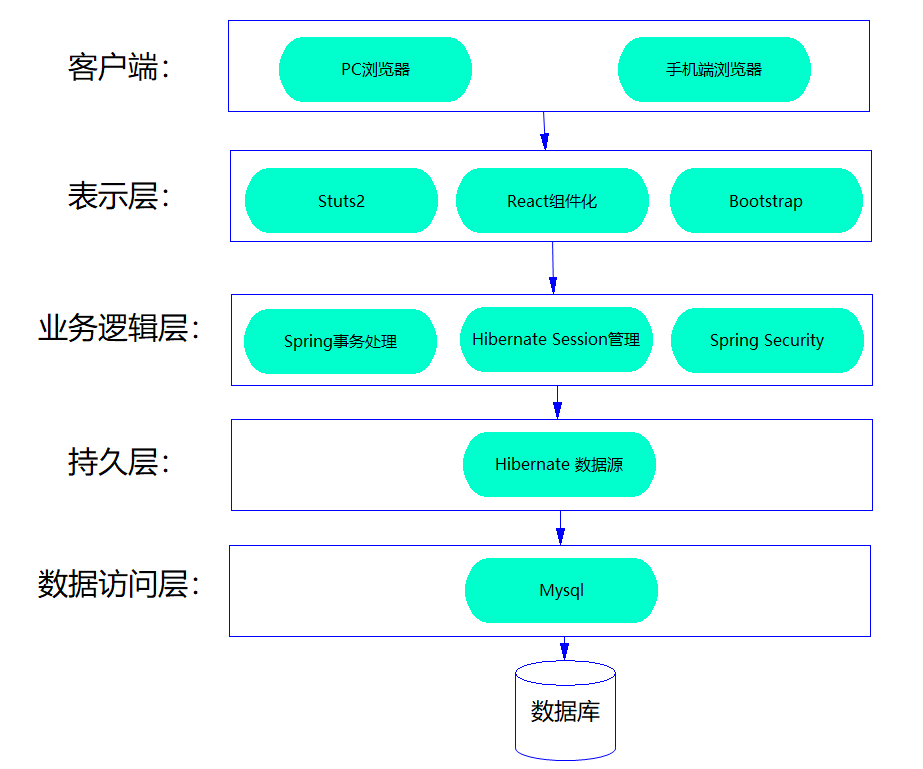 客户端：
PC浏览器
手机端浏览器
表示层：
Stuts2
React组件化
Bootstrap
业务逻辑层：
Spring事务处理
Hibernate Session管理
Spring Security
持久层：
Hibernate 数据源
数据访问层：
Mysql
数据库